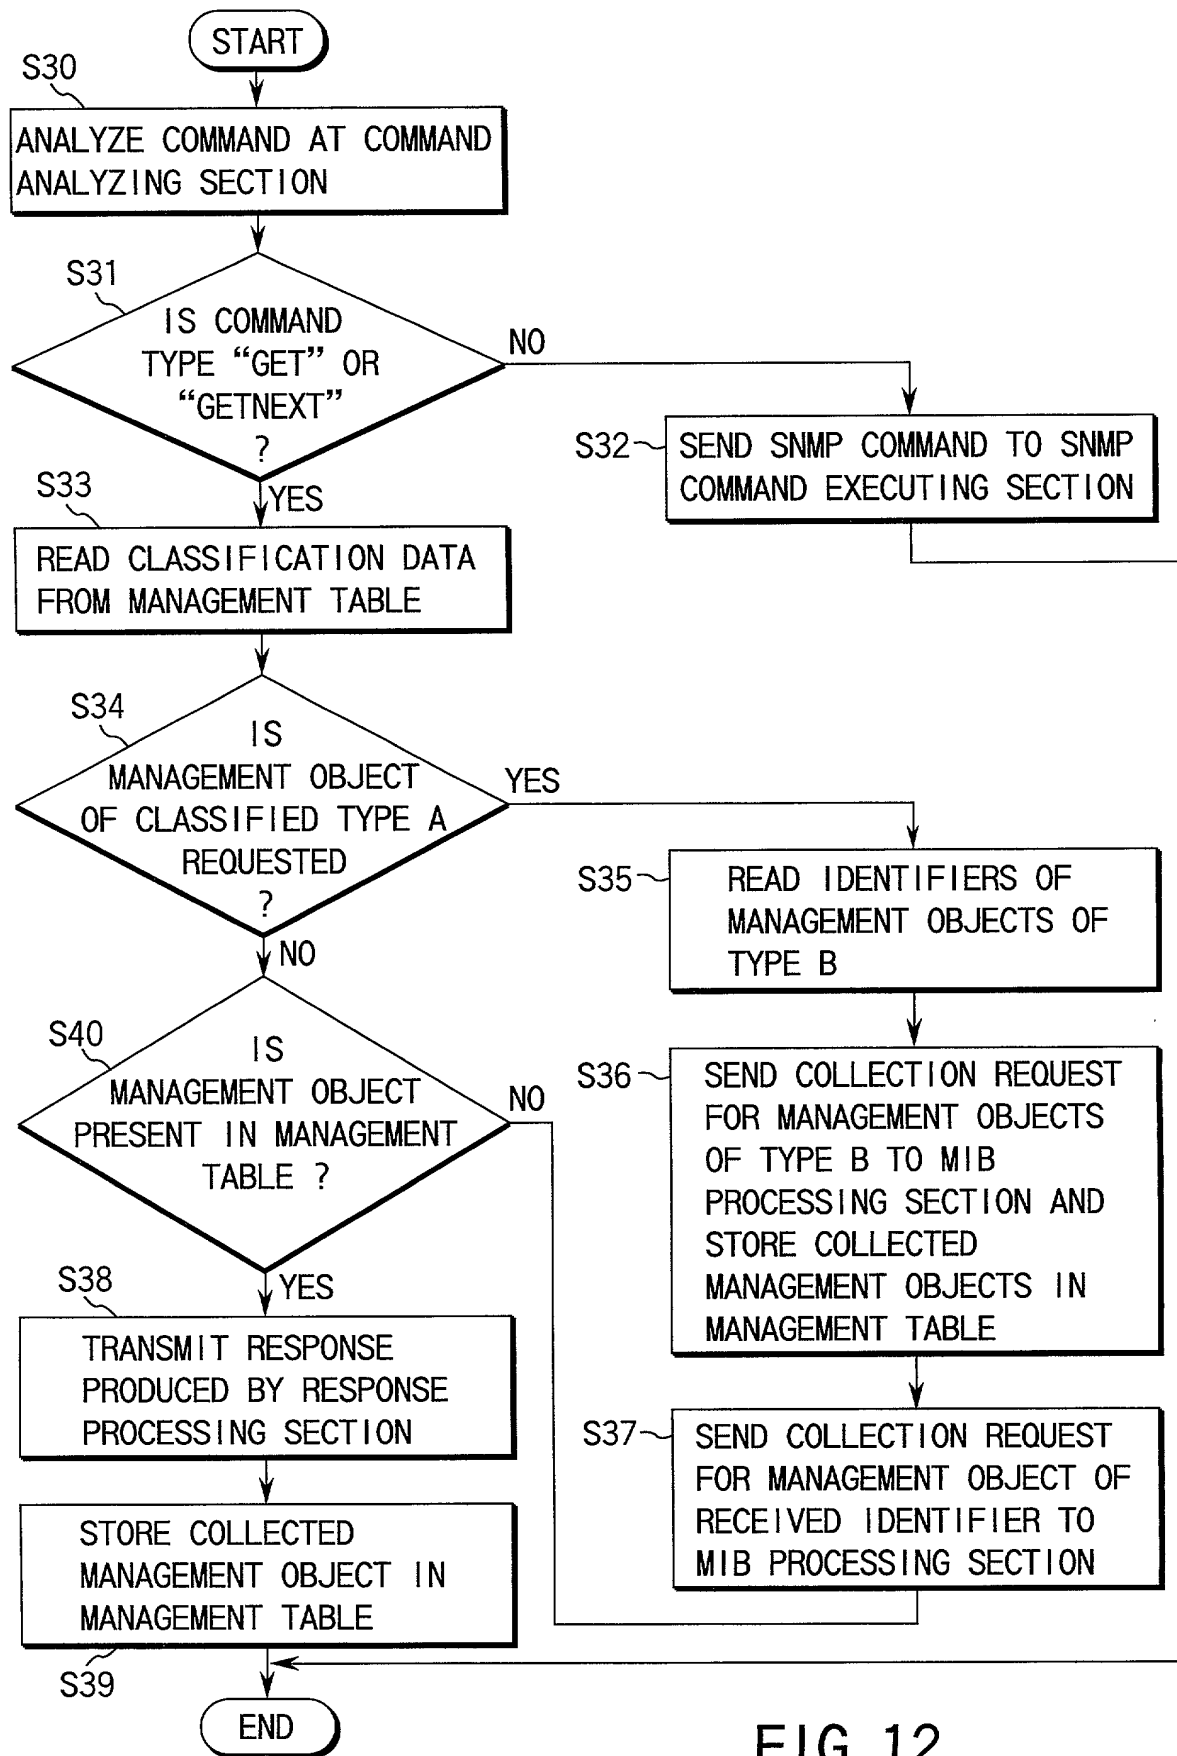 START
S30
ANALYZE COMMAND AT COMMAND
ANALYZING SECTION
S31
IS COMMAND
TYPE “GET” OR
“GETNEXT”
?
NO
S32
SEND SNMP COMMAND TO SNMP
COMMAND EXECUTING SECTION
YES
S33
READ CLASSIFICATION DATA
FROM MANAGEMENT TABLE
S34
IS
MANAGEMENT OBJECT
OF CLASSIFIED TYPE A
REQUESTED
?
YES
S35
READ IDENTIFIERS OF
MANAGEMENT OBJECTS OF
TYPE B
NO
S40
IS
MANAGEMENT OBJECT
PRESENT IN MANAGEMENT
TABLE ?
NO
S36
SEND COLLECTION REQUEST
FOR MANAGEMENT OBJECTS
OF TYPE B TO MIB
PROCESSING SECTION AND
STORE COLLECTED
MANAGEMENT OBJECTS IN
MANAGEMENT TABLE
YES
S38
TRANSMIT RESPONSE
PRODUCED BY RESPONSE
PROCESSING SECTION
S37
SEND COLLECTION REQUEST
FOR MANAGEMENT OBJECT OF
RECEIVED IDENTIFIER TO
MIB PROCESSING SECTION
STORE COLLECTED
MANAGEMENT OBJECT IN
MANAGEMENT TABLE
S39
END
FIG. 12